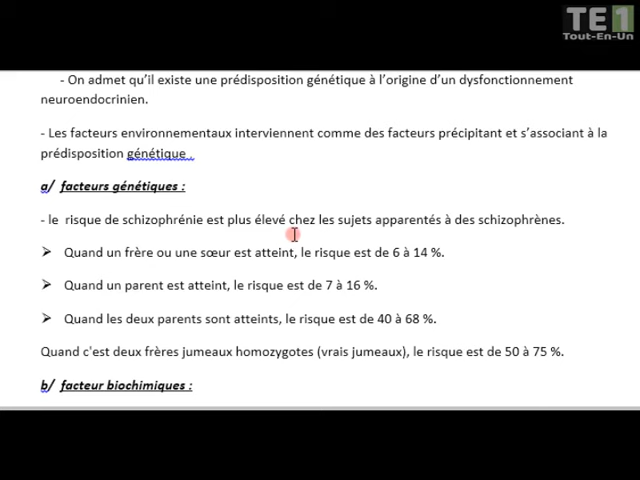 TE1
Tout-En-Un
- On admet qu'il existe une prédisposition génétique à l'origine d'un dysfonctionnement
neuroendocrinien.
- Les facteurs environnementaux interviennent comme des facteurs précipitant et s'associant à la
prédisposition génétique .
a/ facteurs génétiques :
- le risque de schizophrénie est plus élevé chez les sujets apparentés à des schizophrènes.
➢ Quand un frère ou une sœur est atteint, le risque est de 6 à 14 %.
➢ Quand un parent est atteint, le risque est de 7 à 16 %.
➢ Quand les deux parents sont atteints, le risque est de 40 à 68 %.
Quand c'est deux frères jumeaux homozygotes (vrais jumeaux), le risque est de 50 à 75 %.
b/ facteur biochimiques :